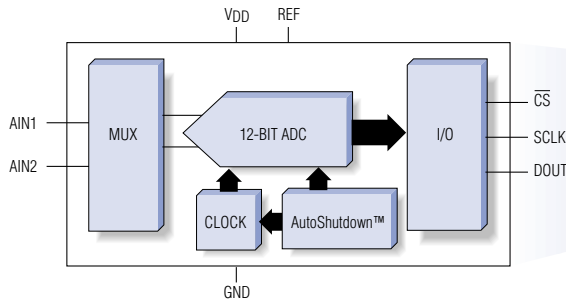 VDD REF
AIN1
AIN2
MUX
12-BIT ADC
I/O
CS
SCLK
DOUT
CLOCK
AutoShutdown™
GND